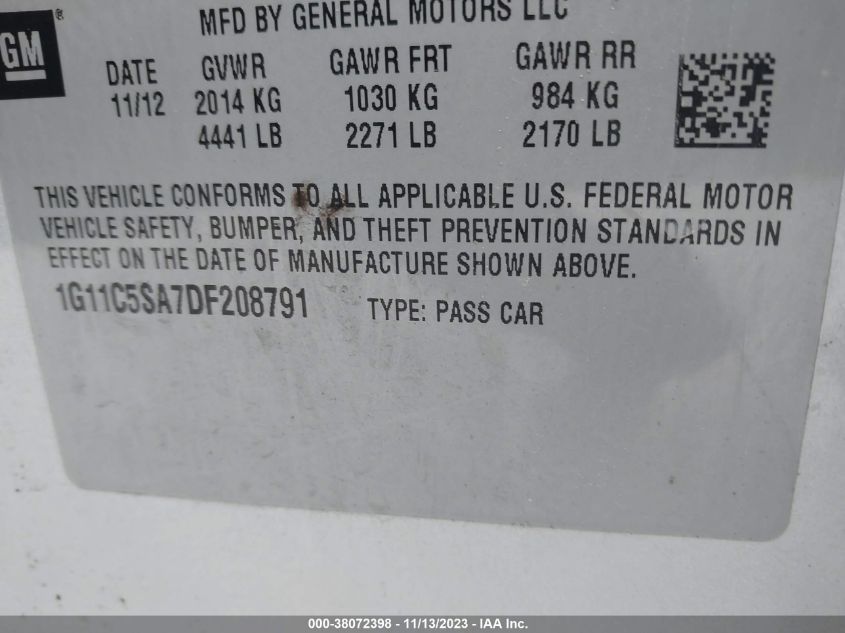 MFD BY GENERAL MOTORS LLC
GM®
DATE GVWR GAWR FRT GAWR RR
11/12 2014 KG 1030 KG 984 KG
4441 LB 2271 LB 2170 LB
THIS VEHICLE CONFORMS TO ALL APPLICABLE U.S. FEDERAL MOTOR
VEHICLE SAFETY, BUMPER, AND THEFT PREVENTION STANDARDS IN
EFFECT ON THE DATE OF MANUFACTURE SHOWN ABOVE.
1G11C5SA7DF208791 TYPE: PASS CAR
000-38072398 - 11/13/2023 - IAA Inc.